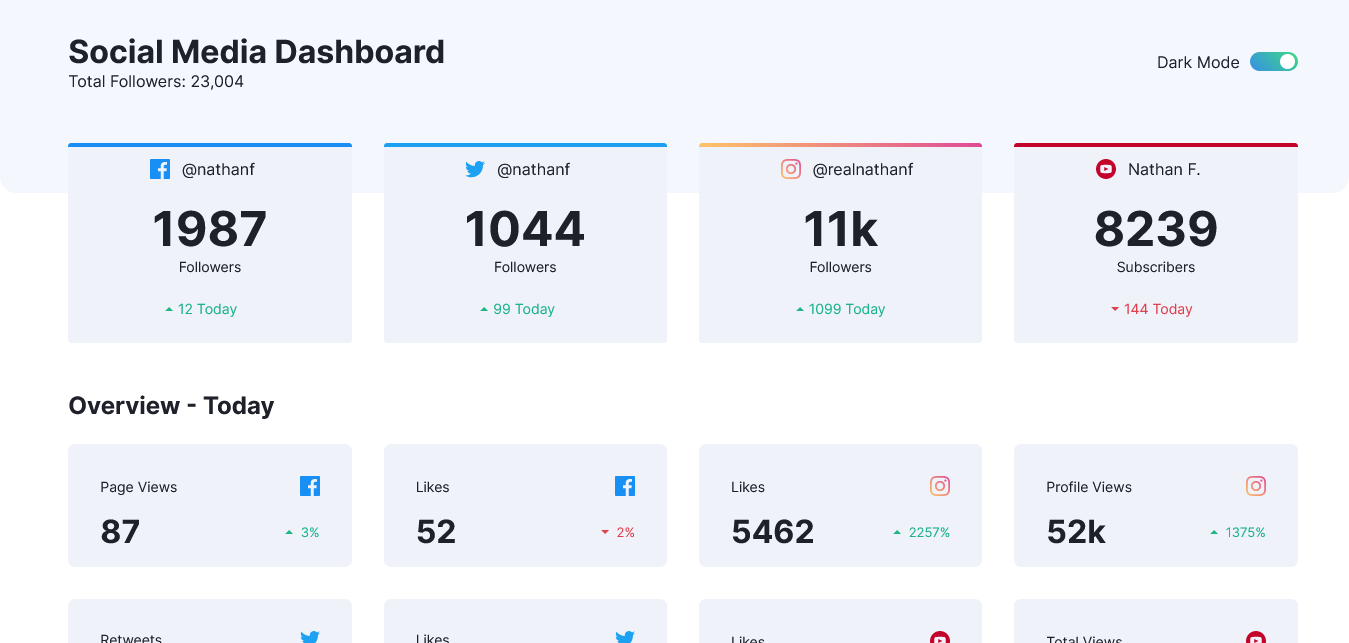 Social Media Dashboard
Total Followers: 23,004
Dark Mode
@nathanf
1987
Followers
12 Today
@nathanf
1044
Followers
99 Today
@realnathanf
11k
Followers
1099 Today
Nathan F.
8239
Subscribers
144 Today
Overview - Today
Page Views
87
3%
Likes
52
2%
Likes
5462
2257%
Profile Views
52k
1375%
Retweets
Likes
Likes
Total Views